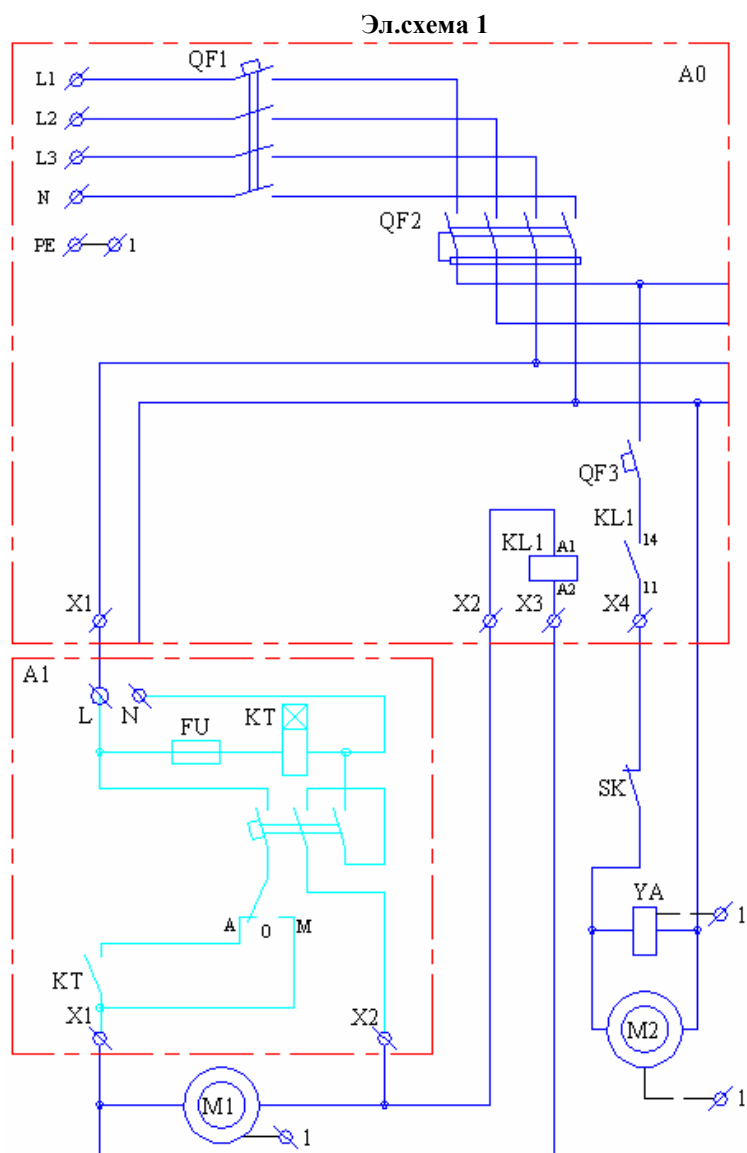 Эл.схема 1
QF1
A0
L1
L2
L3
N
QF2
PE
1
QF3
KL1
14
KL1
A1
A2
11
X1
X2
X3
X4
A1
L
N
FU
KT
SK
YA
1
A
0
M
KT
X1
X2
M2
1
M1
1